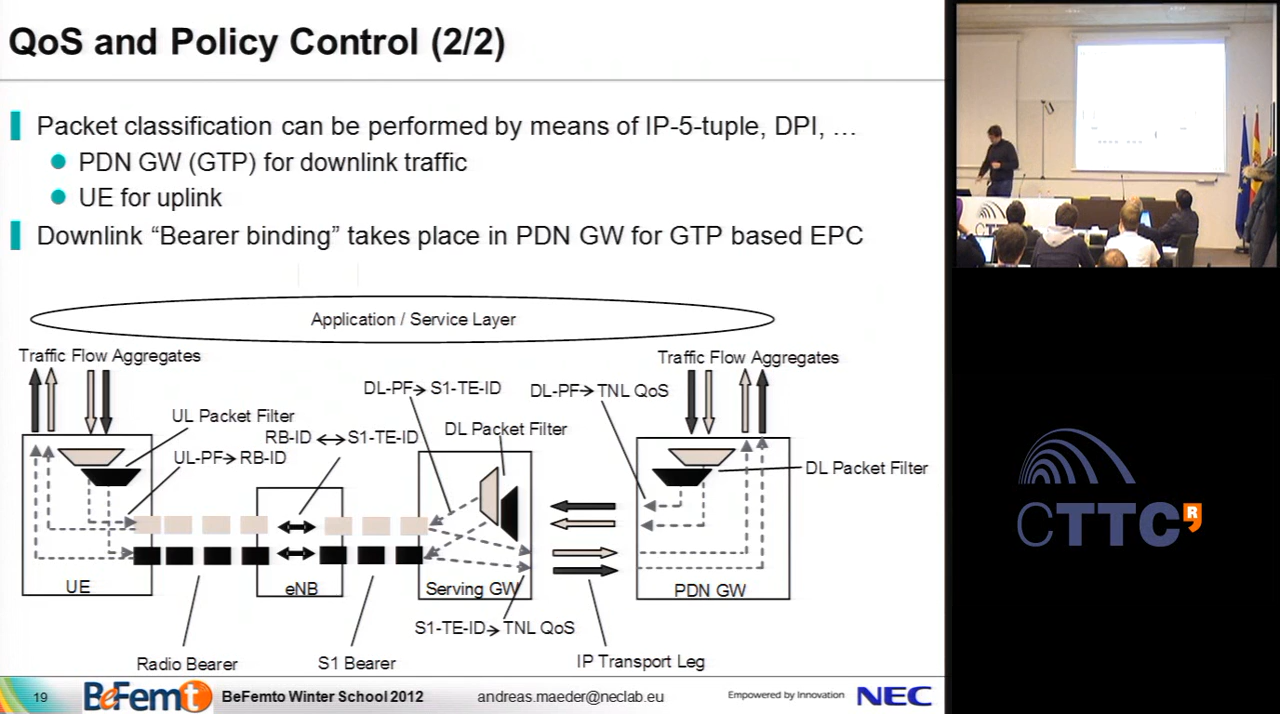 QoS and Policy Control (2/2)
Packet classification can be performed by means of IP-5-tuple, DPI, …
PDN GW (GTP) for downlink traffic
UE for uplink
Downlink “Bearer binding” takes place in PDN GW for GTP based EPC
Application / Service Layer
Traffic Flow Aggregates
Traffic Flow Aggregates
DL-PF→S1-TE-ID
DL-PF→TNL QoS
UL Packet Filter
RB-ID ↔S1-TE-ID
DL Packet Filter
UL-PF→RB-ID
DL Packet Filter
UE
eNB
Serving GW
PDN GW
S1-TE-ID→TNL QoS
Radio Bearer
S1 Bearer
IP Transport Leg
19
BeFemto
BeFemto Winter School 2012
andreas.maeder@neclab.eu
Empowered by Innovation
NEC
CTTC
R